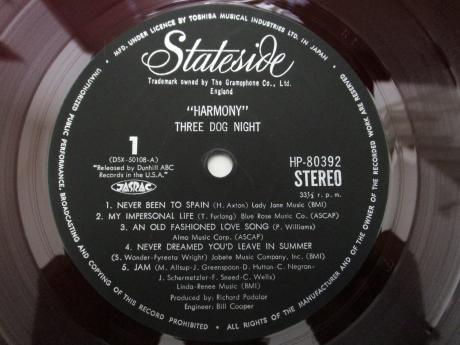 MFD. UNDER LICENCE BY TOSHIBA MUSICAL INDUSTRIES LTD. IN JAPAN •
Stateside
Trademark owned by The Gramophone Co., Ltd.
England
"HARMONY"
THREE DOG NIGHT
1
(DSX-50108-A)
"Released by Dunhill ABC
Records in the U.S.A."
JASRAC
HP-80392
STEREO
33⅓ r. p. m.
1. NEVER BEEN TO SPAIN (H. Axton) Lady Jane Music (BMI)
2. MY IMPERSONAL LIFE (T. Furlong) Blue Rose Music Co. (ASCAP)
3. AN OLD FASHIONED LOVE SONG (P. Williams)
Almo Music Corp. (ASCAP)
4. NEVER DREAMED YOU'D LEAVE IN SUMMER
(S. Wonder-Syreeta Wright) Jobete Music Company, Inc. (BMI)
5. JAM (M. Allsup-J. Greenspoon-D. Hutton-C. Negron-
J. Schermetzler-F. Sneed-C. Wells)
Linda-Renee Music (BMI)
Produced by: Richard Podolor
Engineer: Bill Cooper
ALL RIGHTS OF THE MANUFACTURER AND OF THE OWNER OF THE RECORDED WORK ARE RESERVED.
UNAUTHORIZED PUBLIC PERFORMANCE, BROADCASTING AND COPYING OF THIS RECORD PROHIBITED •